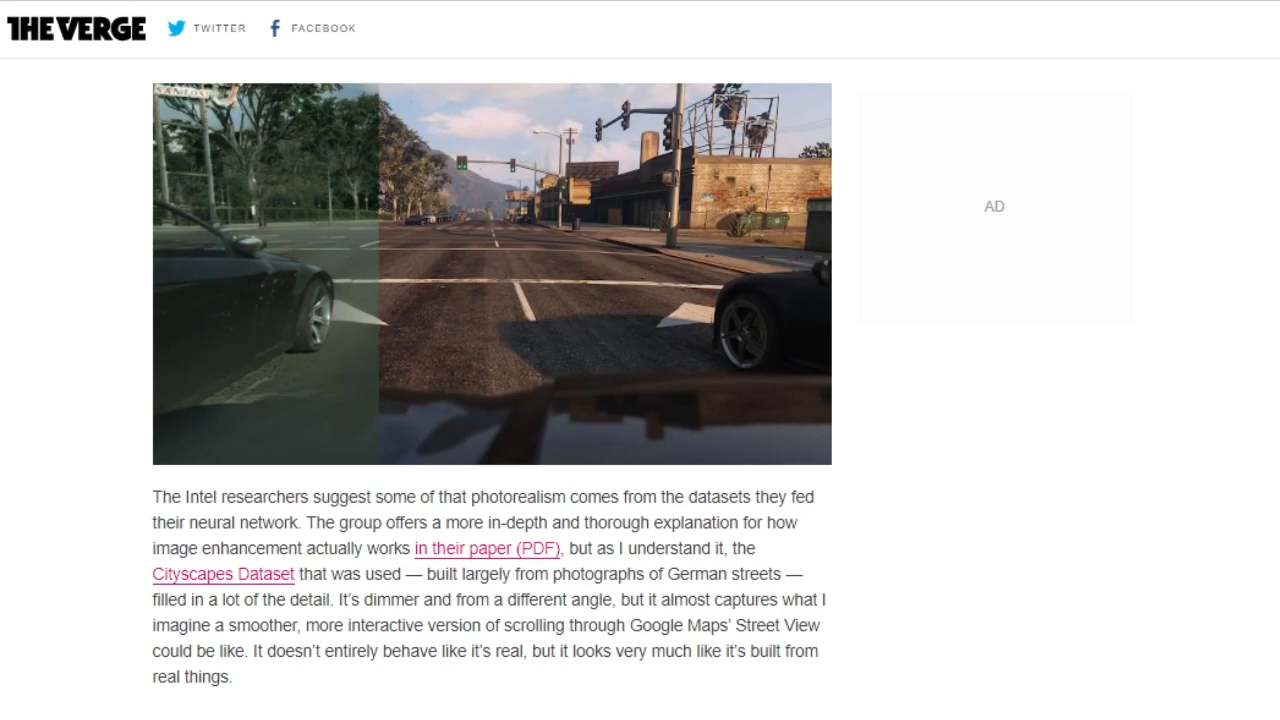 THE VERGE
TWITTER
FACEBOOK
AD
The Intel researchers suggest some of that photorealism comes from the datasets they fed
their neural network. The group offers a more in-depth and thorough explanation for how
image enhancement actually works in their paper (PDF), but as I understand it, the
Cityscapes Dataset that was used — built largely from photographs of German streets —
filled in a lot of the detail. It’s dimmer and from a different angle, but it almost captures what I
imagine a smoother, more interactive version of scrolling through Google Maps’ Street View
could be like. It doesn’t entirely behave like it’s real, but it looks very much like it’s built from
real things.